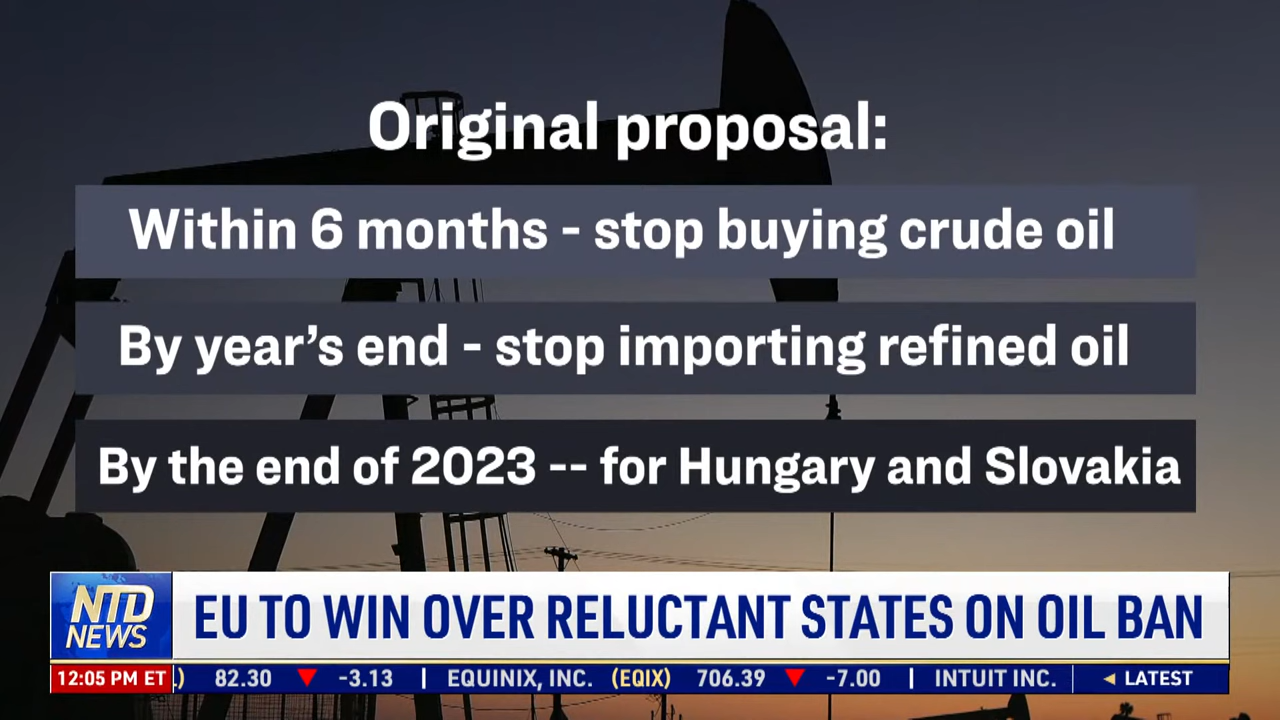 Original proposal:
Within 6 months - stop buying crude oil
By year’s end - stop importing refined oil
By the end of 2023 -- for Hungary and Slovakia
NTD
NEWS
EU TO WIN OVER RELUCTANT STATES ON OIL BAN
12:05 PM ET .) 82.30 ▼ -3.13 | EQUINIX, INC. (EQIX) 706.39 ▼ -7.00 | INTUIT INC. ◄ LATEST